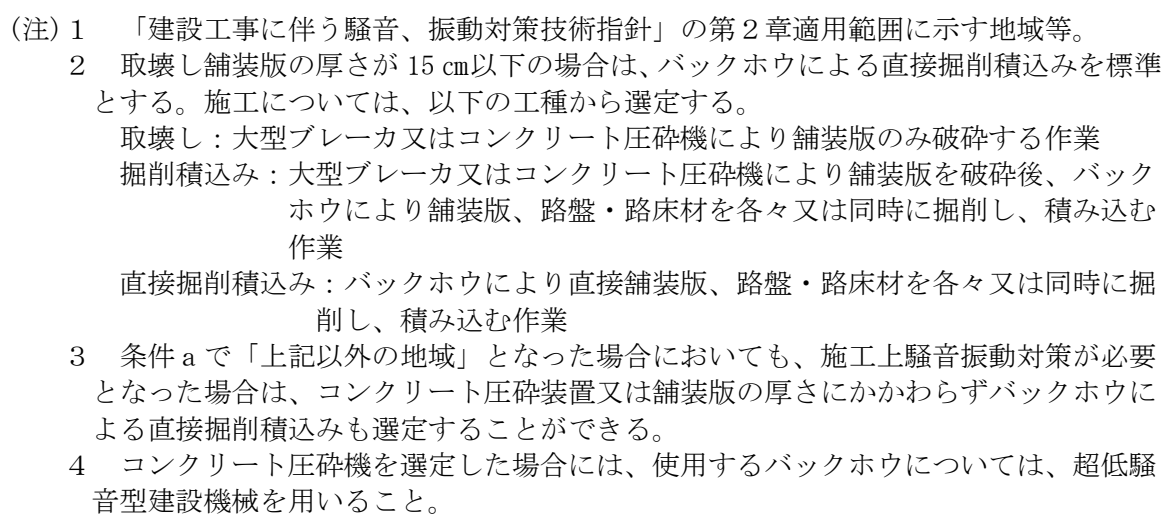 (注)1　「建設工事に伴う騒音、振動対策技術指針」の第２章適用範囲に示す地域等。
２　取壊し舗装版の厚さが 15 ㎝以下の場合は、バックホウによる直接掘削積込みを標準
とする。施工については、以下の工種から選定する。
取壊し：大型ブレーカ又はコンクリート圧砕機により舗装版のみ破砕する作業
掘削積込み：大型ブレーカ又はコンクリート圧砕機により舗装版を破砕後、バック
ホウにより舗装版、路盤・路床材を各々又は同時に掘削し、積み込む
作業
直接掘削積込み：バックホウにより直接舗装版、路盤・路床材を各々又は同時に掘
削し、積み込む作業
３　条件ａで「上記以外の地域」となった場合においても、施工上騒音振動対策が必要
となった場合は、コンクリート圧砕装置又は舗装版の厚さにかかわらずバックホウに
よる直接掘削積込みも選定することができる。
４　コンクリート圧砕機を選定した場合には、使用するバックホウについては、超低騒
音型建設機械を用いること。